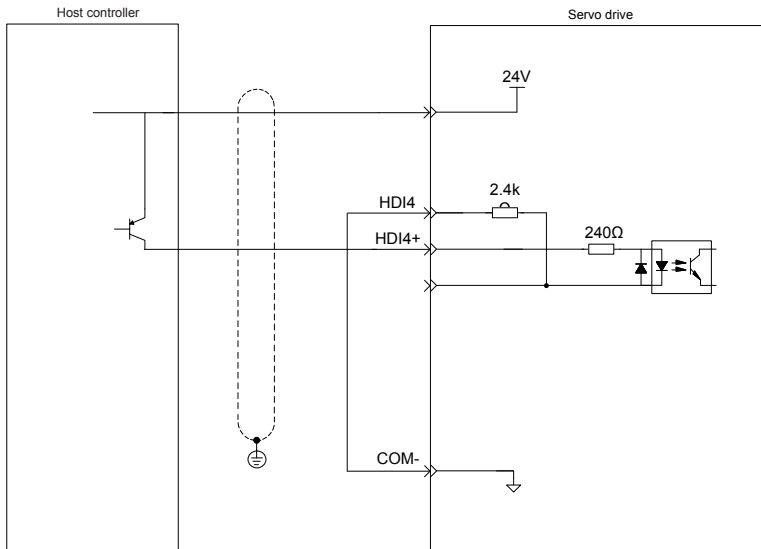 Host controller
Servo drive
24V
HDI4
2.4k
HDI4+
240Ω
COM-